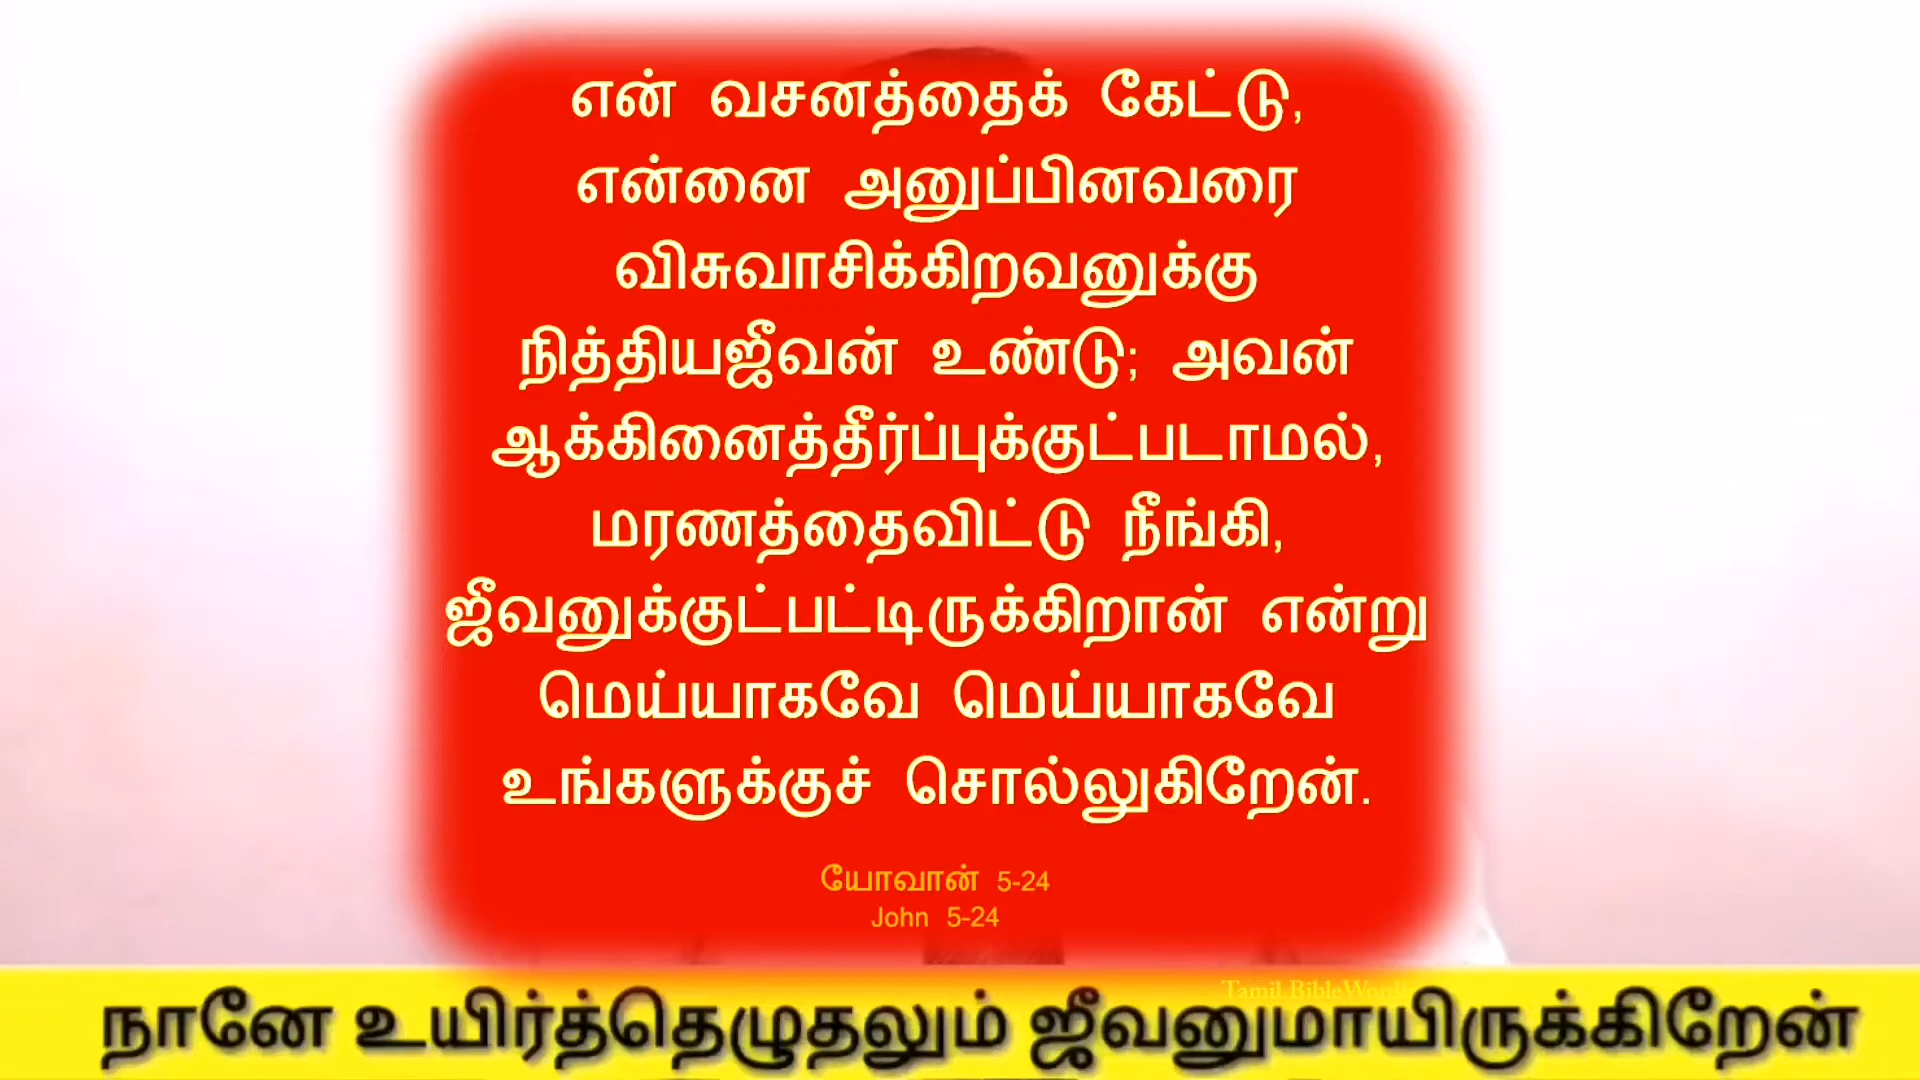 என் வசனத்தைக் கேட்டு,
என்னை அனுப்பினவரை
விசுவாசிக்கிறவனுக்கு
நித்தியஜீவன் உண்டு; அவன்
ஆக்கினைத்தீர்ப்புக்குட்படாமல்,
மரணத்தைவிட்டு நீங்கி,
ஜீவனுக்குட்பட்டிருக்கிறான் என்று
மெய்யாகவே மெய்யாகவே
உங்களுக்குச் சொல்லுகிறேன்.
யோவான் 5-24
John 5-24
நானே உயிர்த்தெழுதலும் ஜீவனுமாயிருக்கிறேன்